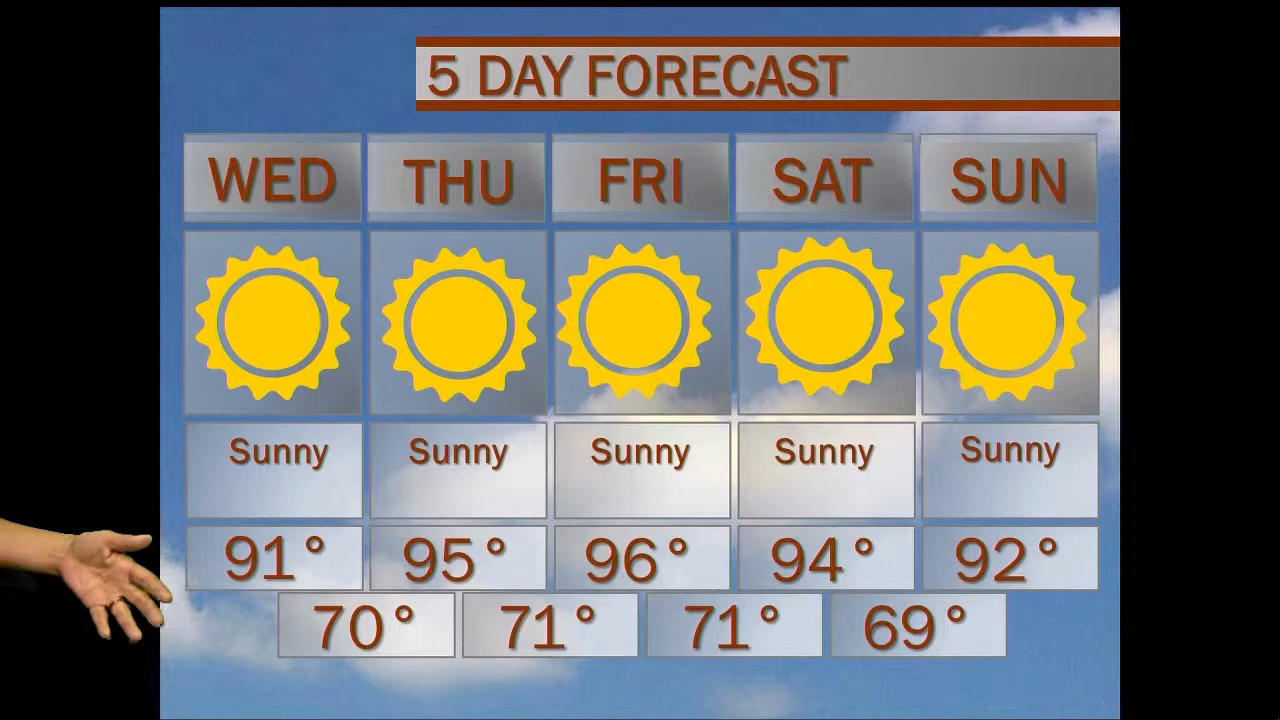 5 DAY FORECAST
WED THU FRI SAT SUN
Sunny Sunny Sunny Sunny Sunny
91° 95° 96° 94° 92°
70° 71° 71° 69°